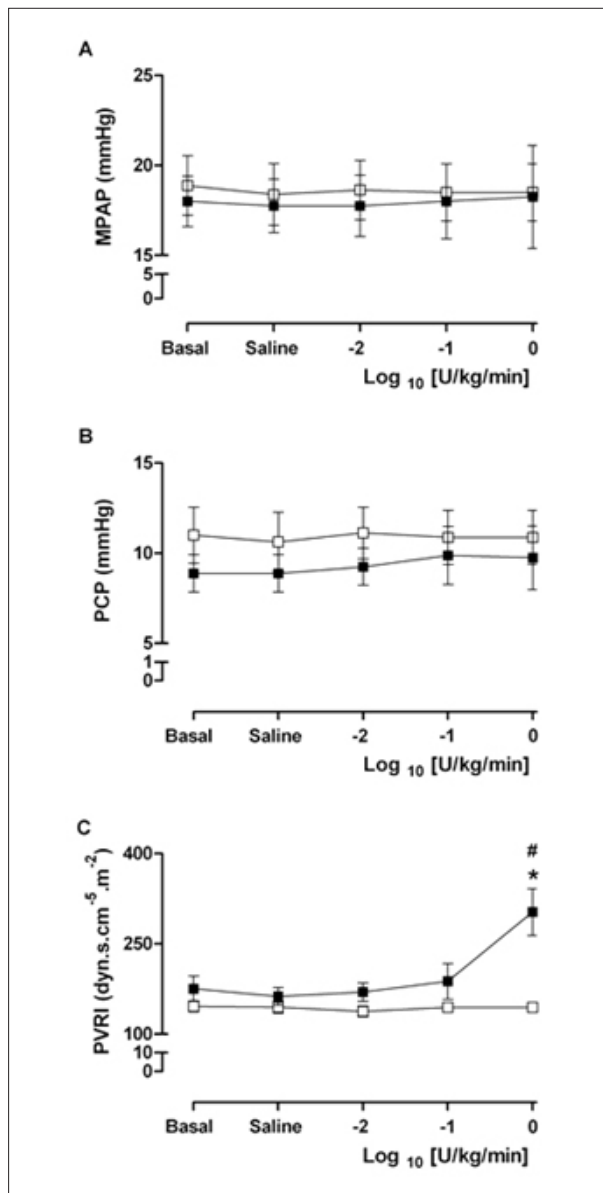 A
MPAP (mmHg)
25
20
15
5
0
Basal Saline -2 -1 0
Log 10 [U/kg/min]
B
PCP (mmHg)
15
10
5
1
0
Basal Saline -2 -1 0
Log 10 [U/kg/min]
C
PVRI (dyn.s.cm-5.m-2)
400
250
100
10
0
#
*
Basal Saline -2 -1 0
Log 10 [U/kg/min]